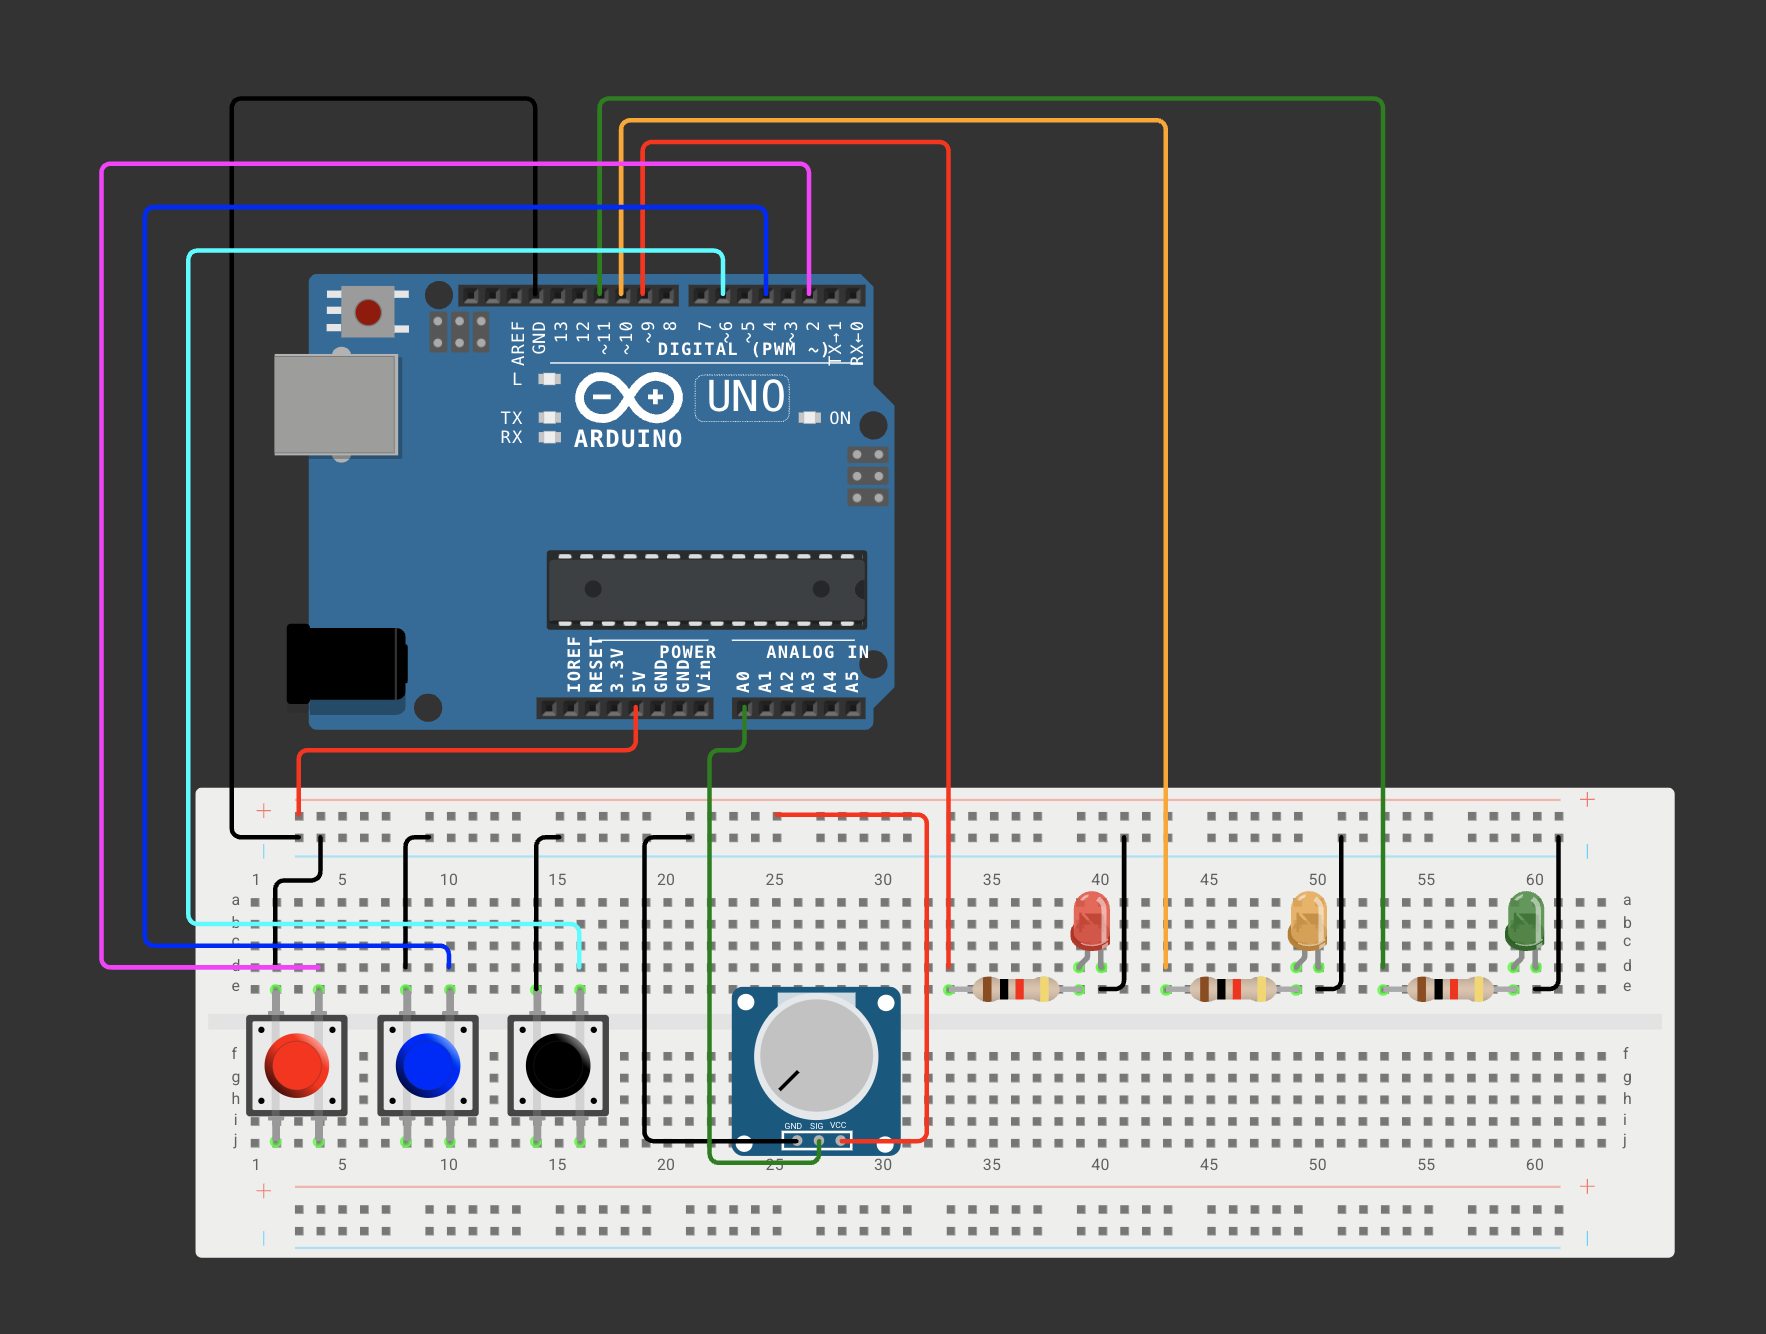 AREF GND 13 12 ~11 ~10 ~9 8 7 ~6 ~5 4 ~3 2 TX→1 RX←0
DIGITAL (PWM ~)
L
UNO
TX
ON
RX
ARDUINO
POWER
ANALOG IN
IOREF RESET 3.3V 5V GND GND Vin A0 A1 A2 A3 A4 A5
1 5 10 15 20 25 30 35 40 45 50 55 60
a a
b b
c c
d d
e e
f f
g g
h h
i i
j j
GND SIG VCC
1 5 10 15 20 25 30 35 40 45 50 55 60